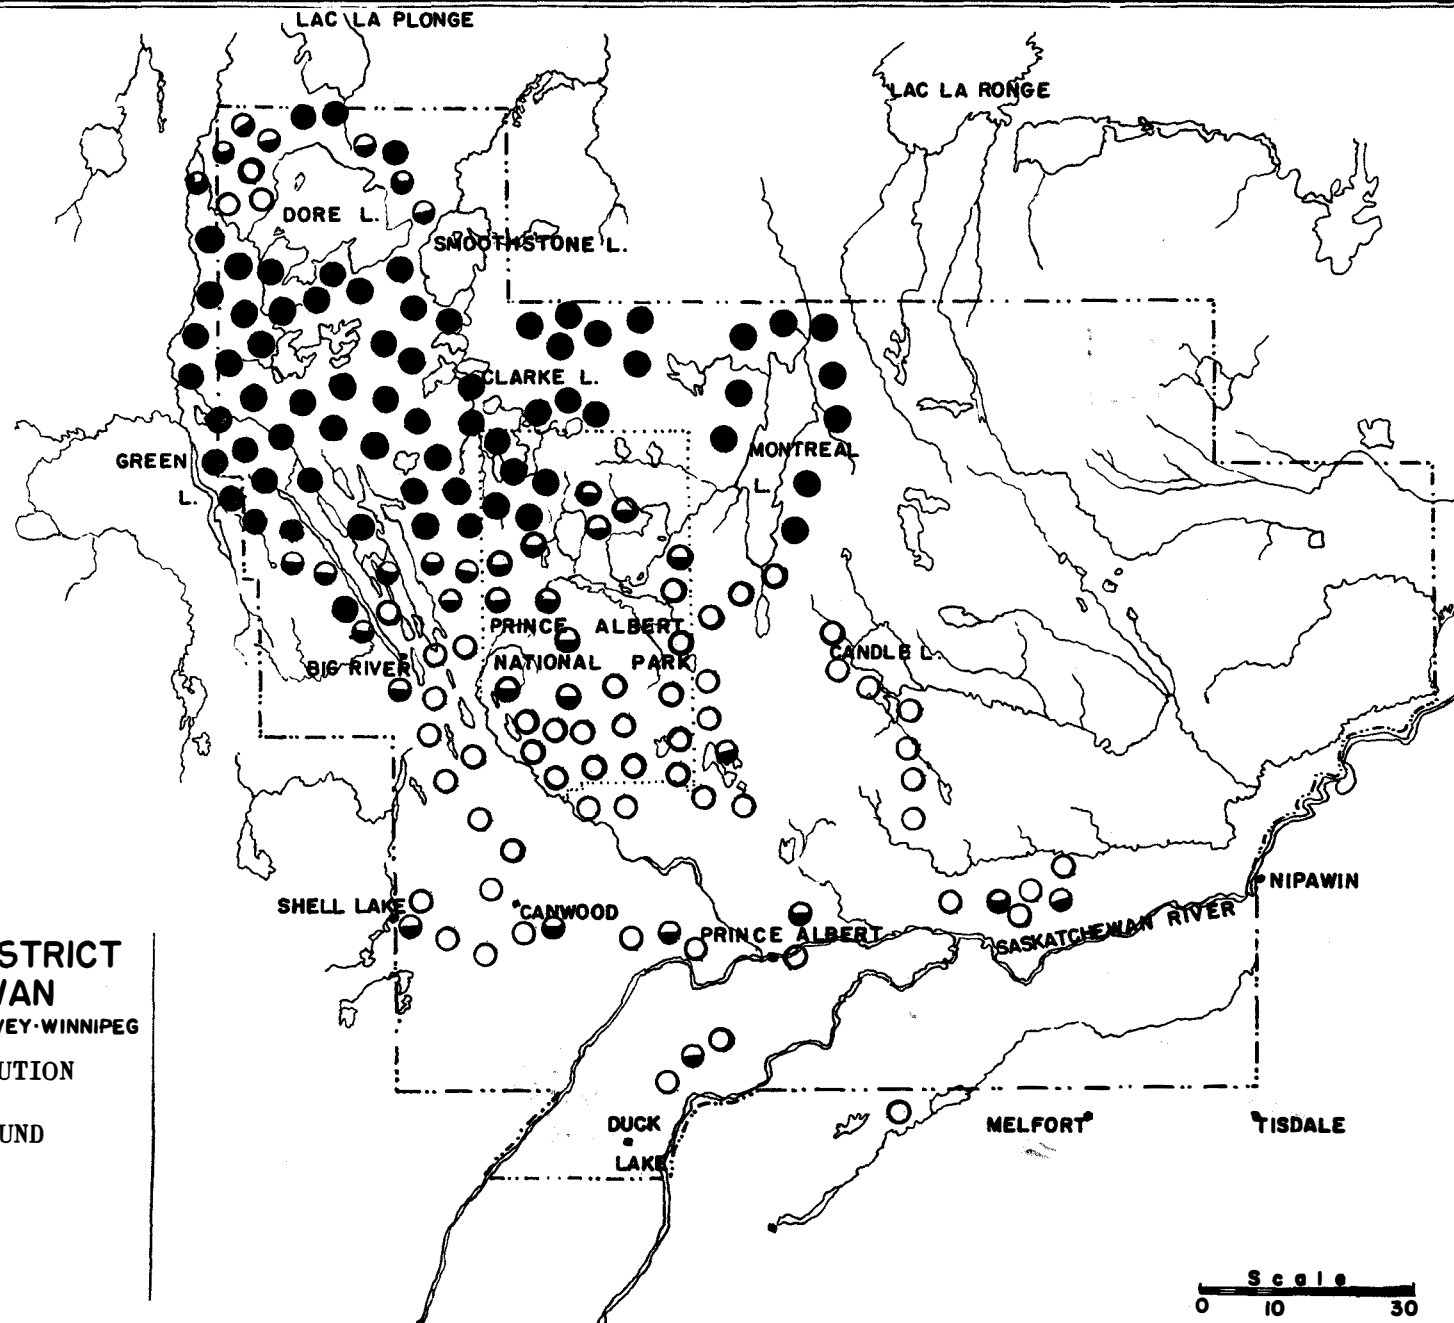 LAC LA PLONGE
LAC LA RONGE
DORE L.
SMOOTHSTONE L.
CLARKE L.
GREEN
L.
MONTREAL
L.
PRINCE ALBERT
NATIONAL PARK
BIG RIVER
CANDLE L.
NIPAWIN
SHELL LAKE
CANWOOD
PRINCE ALBERT
SASKATCHEWAN RIVER
STRICT
VAN
VEY-WINNIPEG
UTION
UND
DUCK
LAKE
MELFORT
TISDALE
Scale
0 10 30